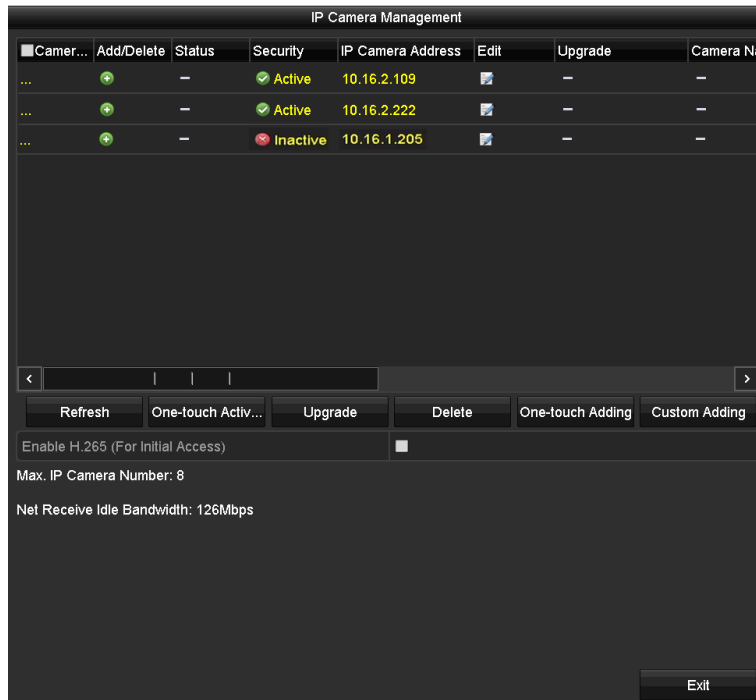 IP Camera Management
Camer... Add/Delete Status Security IP Camera Address Edit Upgrade Camera Na
... – Active 10.16.2.109 – –
... – Active 10.16.2.222 – –
... – Inactive 10.16.1.205 – –
Refresh One-touch Activ... Upgrade Delete One-touch Adding Custom Adding
Enable H.265 (For Initial Access)
Max. IP Camera Number: 8
Net Receive Idle Bandwidth: 126Mbps
Exit